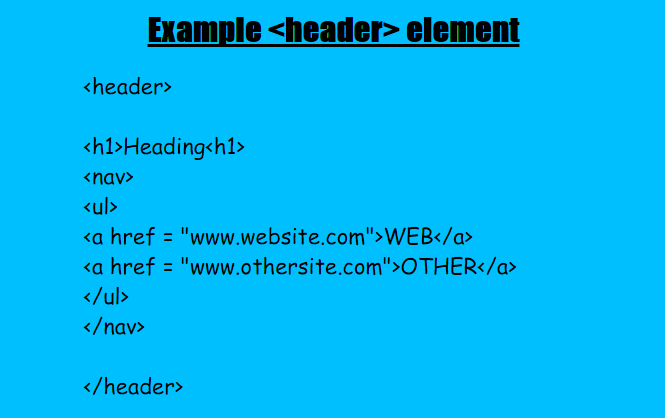 Example <header> element
<header>
<h1>Heading<h1>
<nav>
<ul>
<a href = "www.website.com">WEB</a>
<a href = "www.othersite.com">OTHER</a>
</ul>
</nav>
</header>